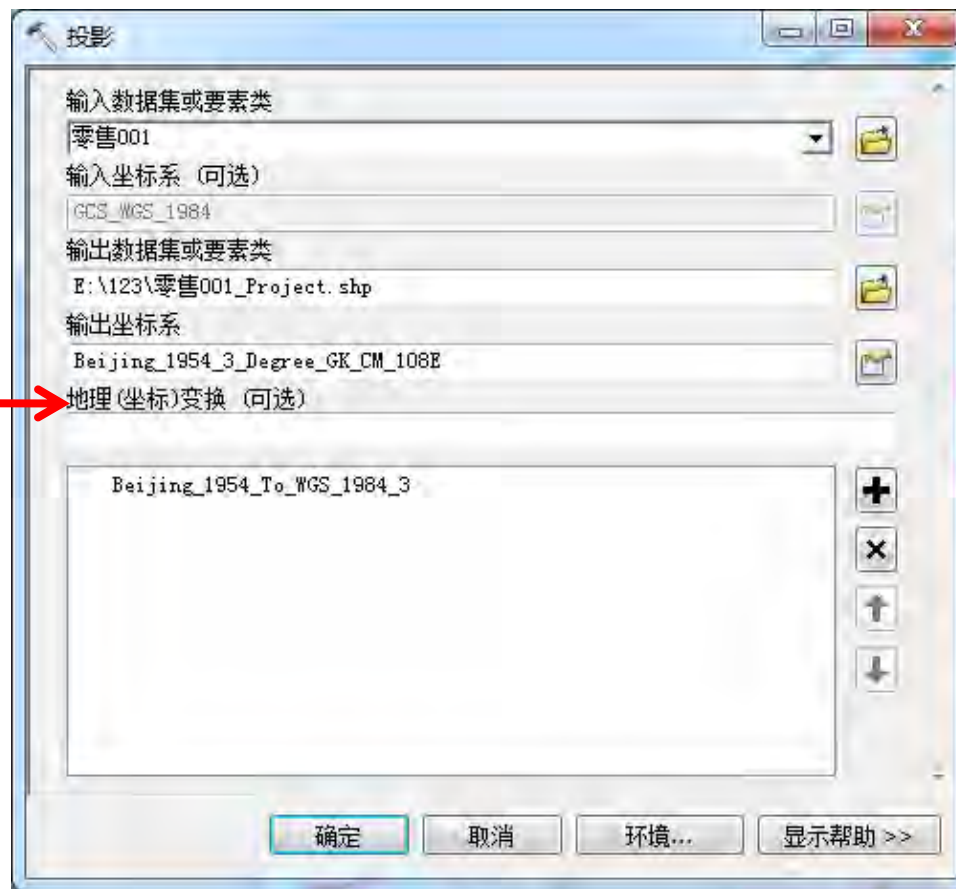 投影
输入数据集或要素类
零售001
输入坐标系 (可选)
GCS_WGS_1984
输出数据集或要素类
E:\123\零售001_Project.shp
输出坐标系
Beijing_1954_3_Degree_GK_CM_108E
地理(坐标)变换 (可选)
Beijing_1954_To_WGS_1984_3
确定 取消 环境... 显示帮助 >>